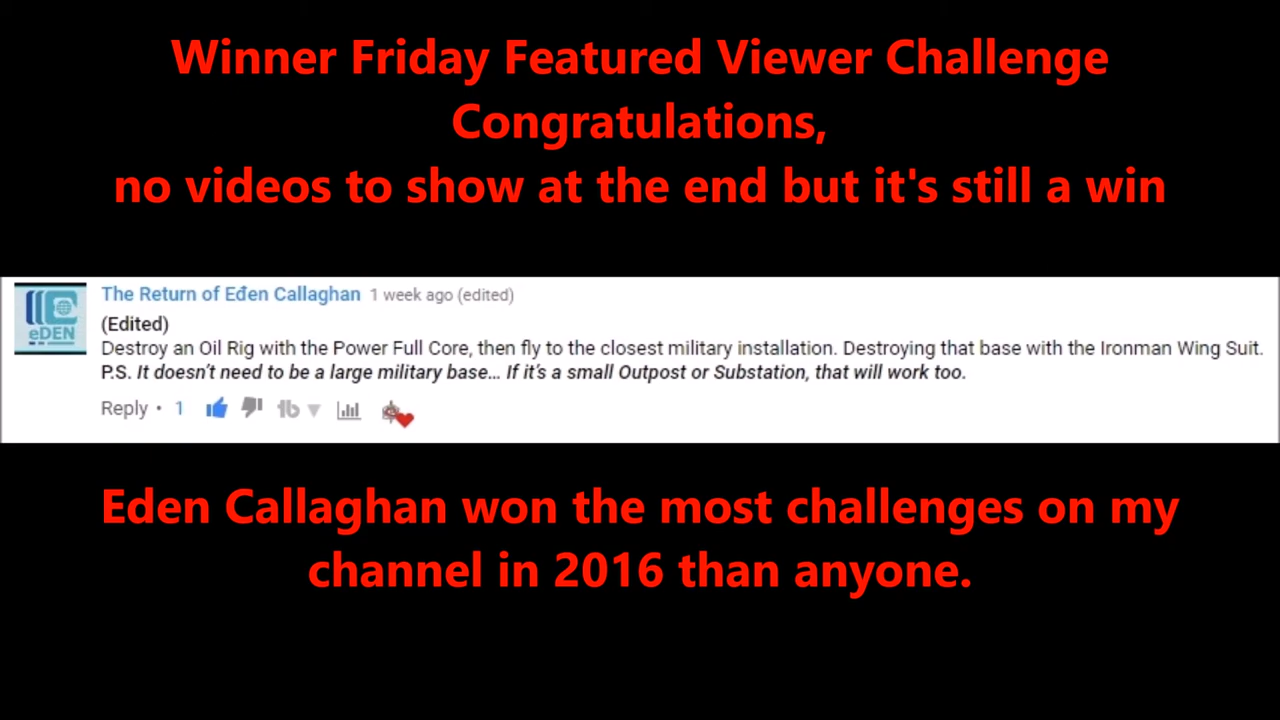 Winner Friday Featured Viewer Challenge
Congratulations,
no videos to show at the end but it's still a win
eDEN
The Return of Eđen Callaghan 1 week ago (edited)
(Edited)
Destroy an Oil Rig with the Power Full Core, then fly to the closest military installation. Destroying that base with the Ironman Wing Suit.
P.S. It doesn't need to be a large military base... If it's a small Outpost or Substation, that will work too.
Reply • 1 tb
Eden Callaghan won the most challenges on my
channel in 2016 than anyone.